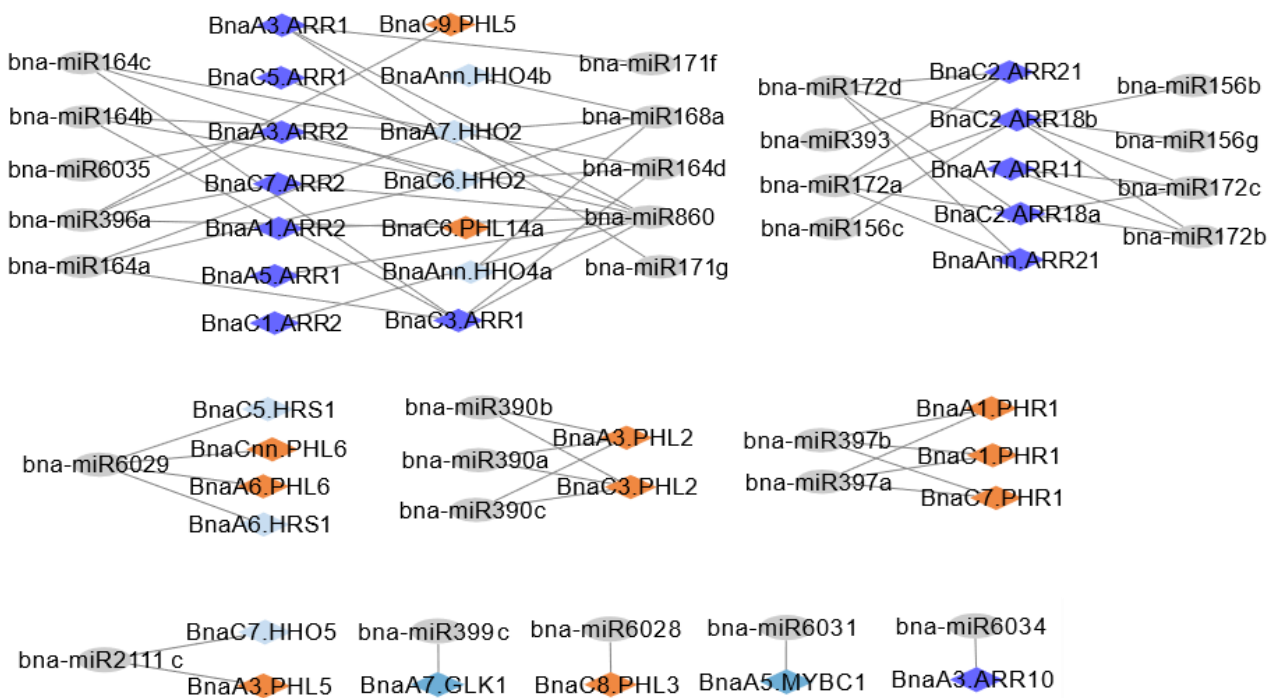 BnaA3.ARR1
BnaC9.PHL5
bna-miR164c
bna-miR171f
BnaC5.ARR1
BnaAnn.HHO4b
bna-miR164b
bna-miR168a
BnaA3.ARR2
BnaA7.HHO2
bna-miR6035
bna-miR164d
BnaC7.ARR2
BnaC6.HHO2
bna-miR396a
bna-miR860
BnaA1.ARR2
BnaC6.PHL14a
bna-miR164a
bna-miR171g
BnaA5.ARR1
BnaAnn.HHO4a
BnaC1.ARR2
BnaC3.ARR1
bna-miR172d
BnaC2.ARR21
bna-miR156b
BnaC2.ARR18b
bna-miR393
bna-miR156g
BnaA7.ARR11
bna-miR172a
bna-miR172c
BnaC2.ARR18a
bna-miR156c
bna-miR172b
BnaAnn.ARR21
BnaC5.HRS1
BnaCnn.PHL6
bna-miR6029
BnaA6.PHL6
BnaA6.HRS1
bna-miR390b
BnaA3.PHL2
bna-miR390a
BnaC3.PHL2
bna-miR390c
BnaA1.PHR1
bna-miR397b
BnaC1.PHR1
bna-miR397a
BnaC7.PHR1
BnaC7.HHO5
bna-miR2111c
BnaA3.PHL5
bna-miR399c
BnaA7.GLK1
bna-miR6028
BnaC8.PHL3
bna-miR6031
BnaA5.MYBC1
bna-miR6034
BnaA3.ARR10